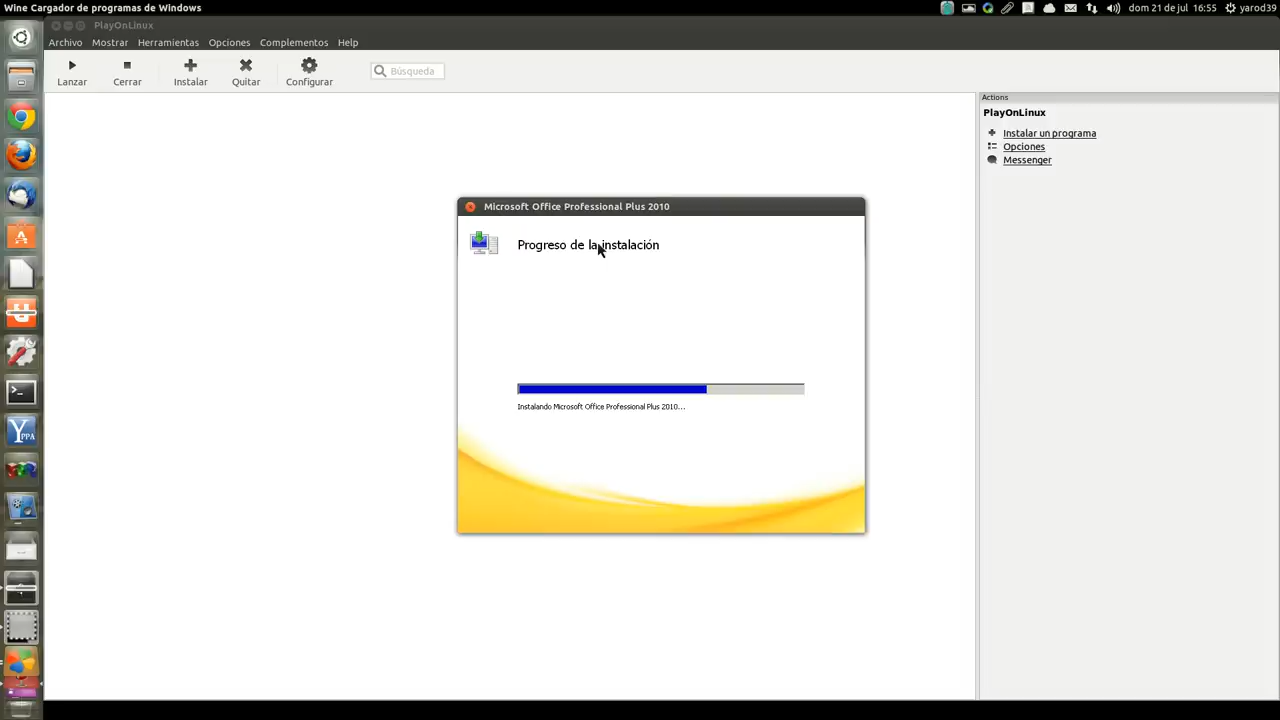 Wine Cargador de programas de Windows
dom 21 de jul 16:55 yarod39
PlayOnLinux
Archivo Mostrar Herramientas Opciones Complementos Help
Lanzar Cerrar Instalar Quitar Configurar Búsqueda
Actions
PlayOnLinux
Instalar un programa
Opciones
Messenger
Microsoft Office Professional Plus 2010
Progreso de la instalación
Instalando Microsoft Office Professional Plus 2010...
Y PPA